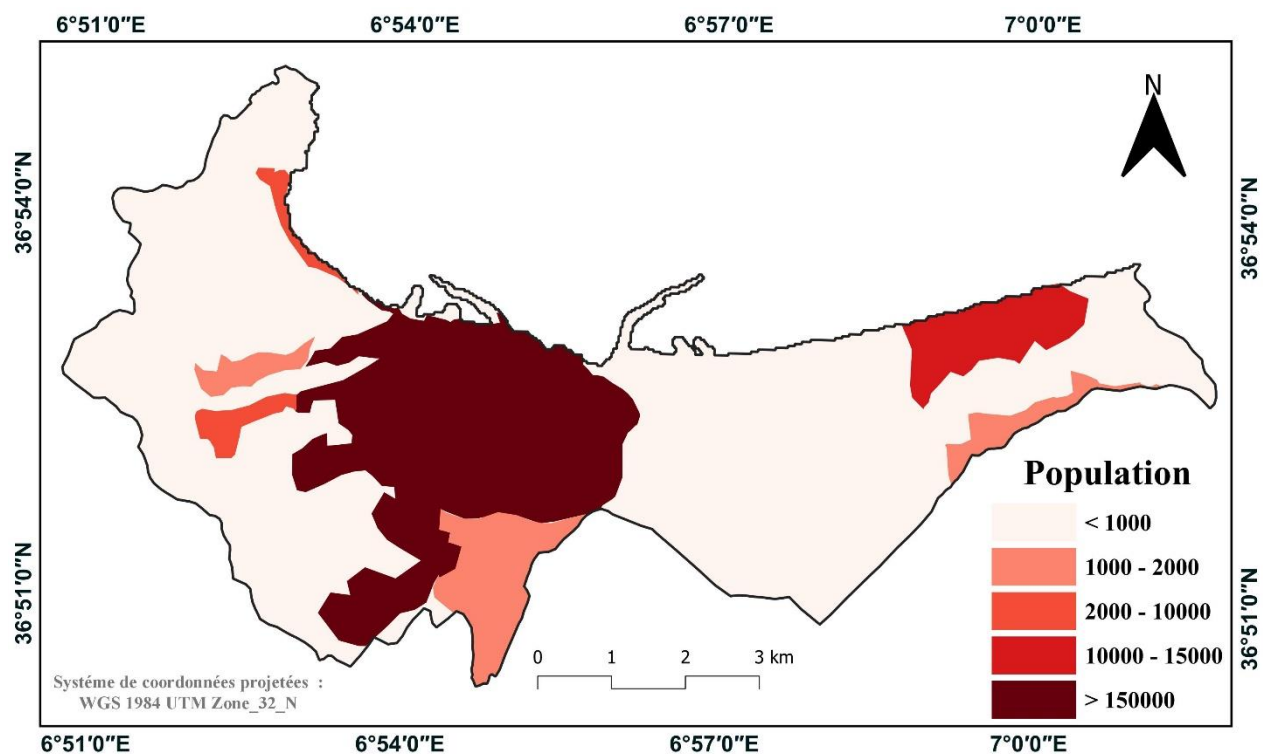 6°51'0"E 6°54'0"E 6°57'0"E 7°0'0"E
N
36°54'0"N
36°54'0"N
Population
< 1000
1000 - 2000
2000 - 10000
10000 - 15000
> 150000
36°51'0"N
36°51'0"N
0 1 2 3 km
Systéme de coordonnées projetées :
WGS 1984 UTM Zone_32_N
6°51'0"E 6°54'0"E 6°57'0"E 7°0'0"E